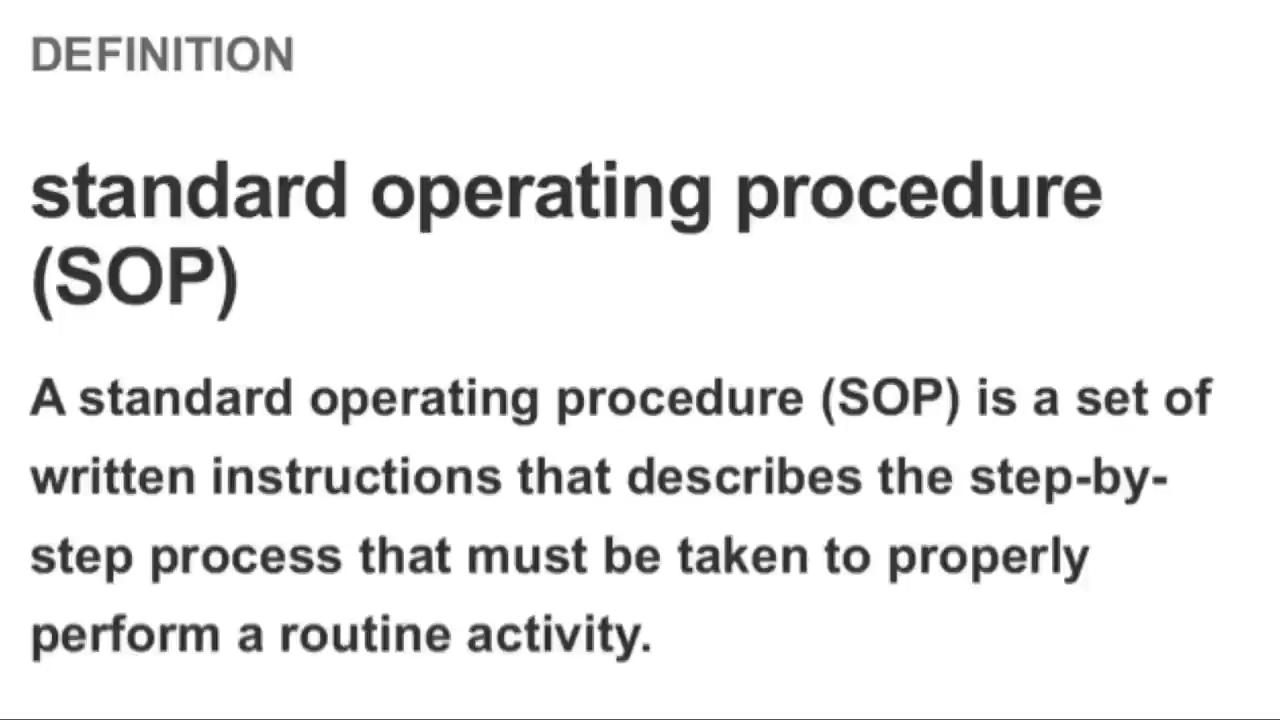 DEFINITION
standard operating procedure
(SOP)
A standard operating procedure (SOP) is a set of
written instructions that describes the step-by-
step process that must be taken to properly
perform a routine activity.